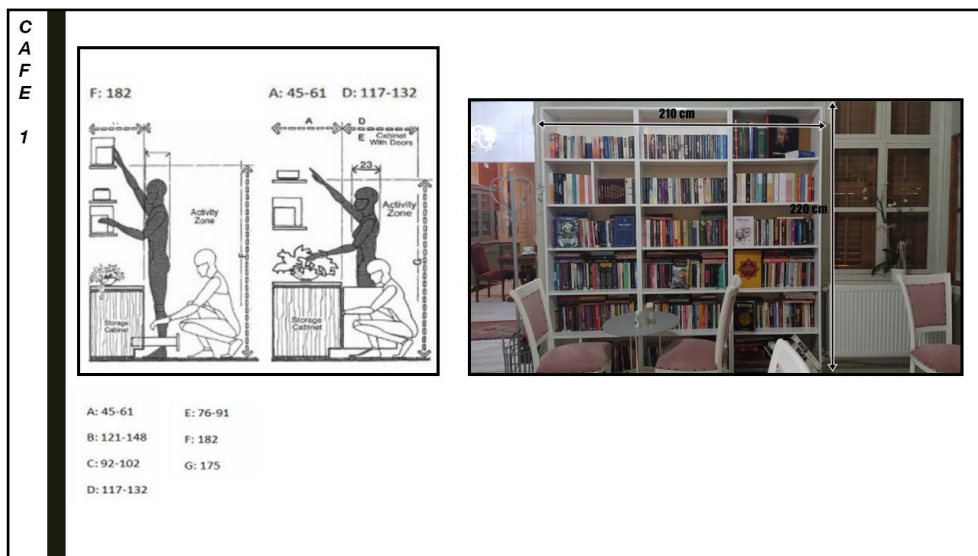 C
A
F
E
1
F: 182
A: 45-61 D: 117-132
A D
E Cabinet
With Doors
23
Activity
Zone
Activity
Zone
F
G
Storage
Cabinet
Storage
Cabinet
210 cm
220 cm
A: 45-61
B: 121-148
C: 92-102
D: 117-132
E: 76-91
F: 182
G: 175